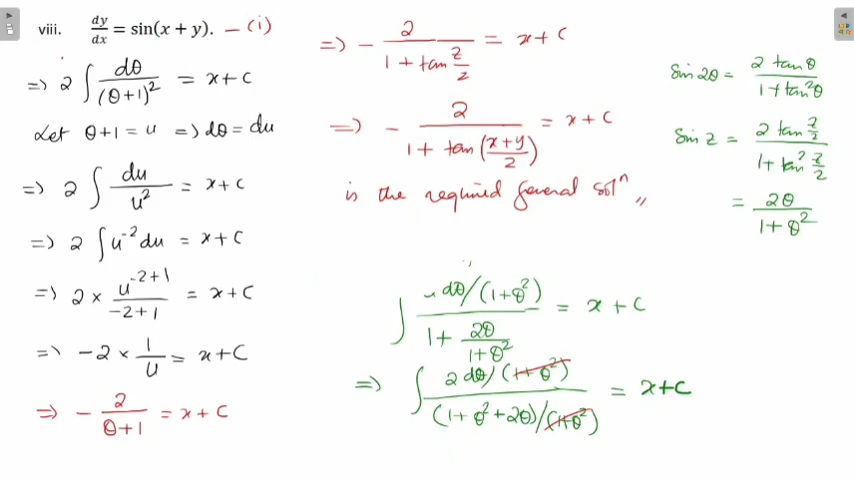 viii. dy/dx = sin(x + y). — (i)
=> 2 ∫ dθ/(θ+1)² = x+c
Let θ+1 = u => dθ = du
=> 2 ∫ du/u² = x+c
=> 2 ∫ u⁻² du = x+c
=> 2 × u⁻²⁺¹/-2+1 = x+c
=> -2 × 1/u = x+c
=> - 2/θ+1 = x+c
=> - 2/1 + tan z/2 = x+c
=> - 2/1 + tan (x+y/2) = x+c
is the required general solⁿ //
∫ dθ/(1+θ²) / 1 + 2θ/1+θ² = x + c
=> ∫ 2 dθ/(1+θ²) / (1+θ²+2θ)/(1+θ²) = x+c
Sin 2θ = 2 tanθ/1+tan²θ
Sin z = 2 tan z/2 / 1+tan² z/2
= 2θ/1+θ²